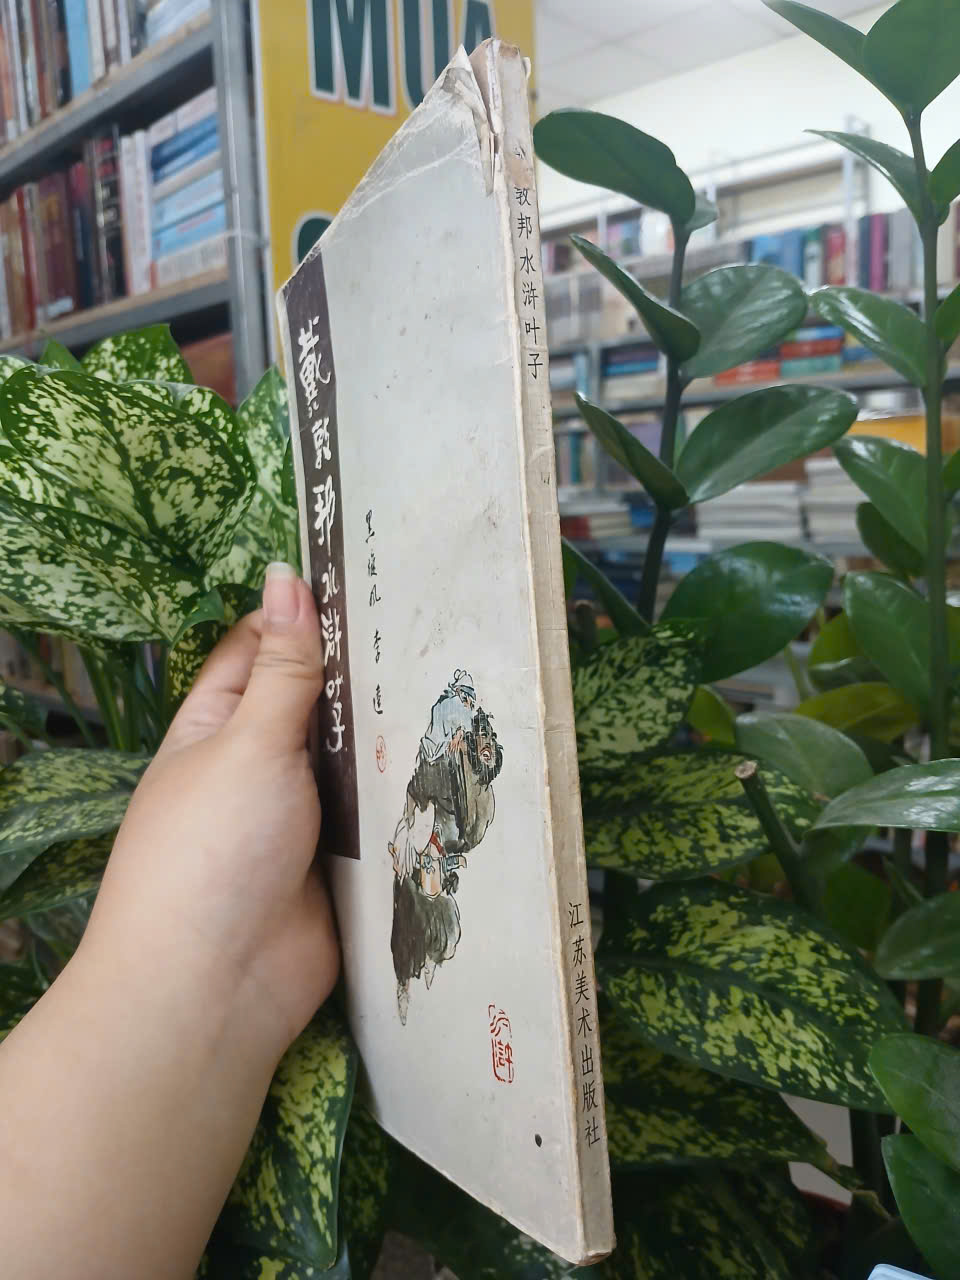 MUA
戴敦邦水滸叶子
黑旋风 李逵
敦邦水浒叶子
江苏美术出版社